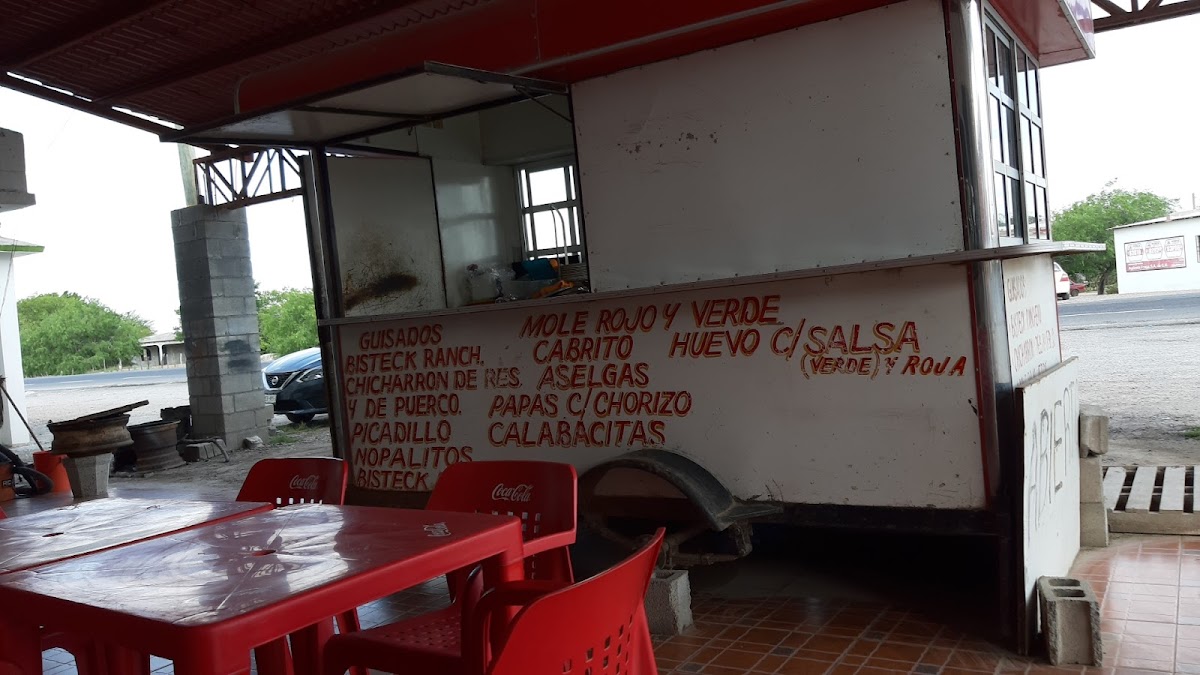 GUISADOS
BISTECK RANCH.
CHICHARRON DE RES.
Y DE PUERCO.
PICADILLO
NOPALITOS
BISTECK
MOLE ROJO Y VERDE
CABRITO
ASELGAS
PAPAS C/CHORIZO
CALABACITAS
HUEVO C/SALSA
(VERDE) Y ROJA
GUISADOS
Coca-Cola
Coca-Cola